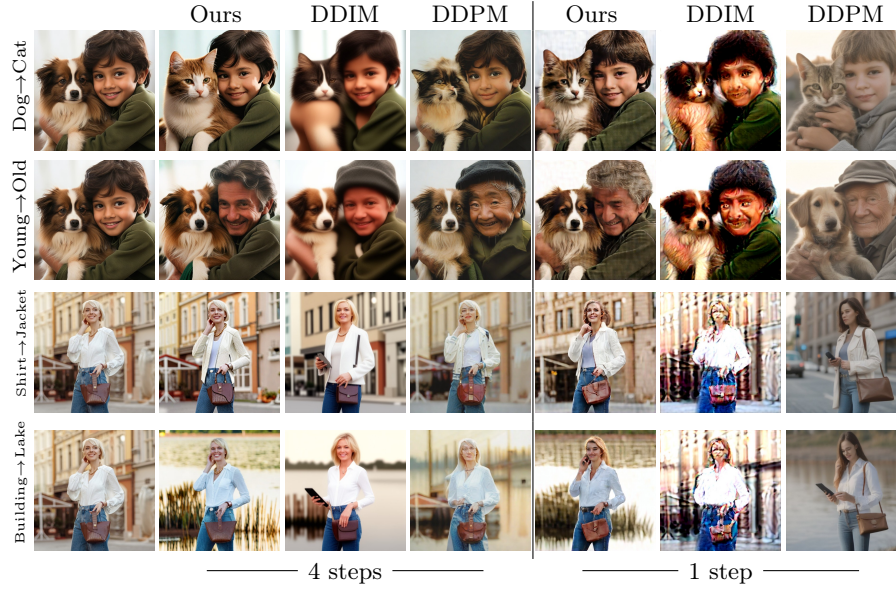 Ours DDIM DDPM Ours DDIM DDPM
Dog→Cat
Young→Old
Shirt→Jacket
Building→Lake
4 steps 1 step